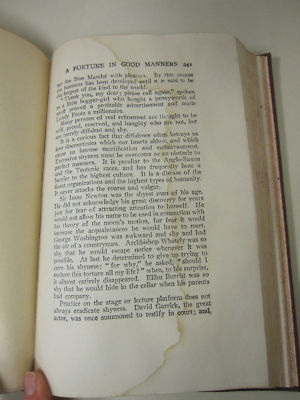 A FORTUNE IN GOOD MANNERS 241
the Bon Marché with pleasure. In this course
the business has been developed until it is said to be
the largest of the kind in the world.
"Thank you, my dear; please call again," spoken
to a little beggar-girl who bought a pennyworth of
snuff proved a profitable advertisement and made
Lundy Foote a millionaire.
Many persons of real refinement are thought to be
stiff, proud, reserved, and haughty who are not, but
are merely diffident and shy.
It is a curious fact that diffidence often betrays us
into discourtesies which our hearts abhor, and which
cause us intense mortification and embarrassment.
Excessive shyness must be overcome as an obstacle to
perfect manners. It is peculiar to the Anglo-Saxon
and the Teutonic races, and has frequently been a
barrier to the highest culture. It is a disease of the
finest organizations and the highest types of humanity.
It never attacks the coarse and vulgar.
Sir Isaac Newton was the shyest man of his age.
He did not acknowledge his great discovery for years
just for fear of attracting attention to himself. He
would not allow his name to be used in connection with
his theory of the moon's motion, for fear it would
increase the acquaintances he would have to meet.
George Washington was awkward and shy and had
the air of a countryman. Archbishop Whately was so
shy that he would escape notice whenever it was
possible. At last he determined to give up trying to
cure his shyness; "for why," he asked, "should I
endure this torture all my life?" when, to his surprise,
it almost entirely disappeared. Elihu Burritt was so
shy that he would hide in the cellar when his parents
had company.
Practice on the stage or lecture platform does not
always eradicate shyness. David Garrick, the great
actor, was once summoned to testify in court; and,